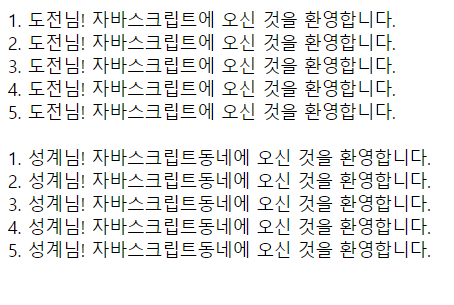 1. 도전님! 자바스크립트에 오신 것을 환영합니다.
2. 도전님! 자바스크립트에 오신 것을 환영합니다.
3. 도전님! 자바스크립트에 오신 것을 환영합니다.
4. 도전님! 자바스크립트에 오신 것을 환영합니다.
5. 도전님! 자바스크립트에 오신 것을 환영합니다.
1. 성계님! 자바스크립트동네에 오신 것을 환영합니다.
2. 성계님! 자바스크립트동네에 오신 것을 환영합니다.
3. 성계님! 자바스크립트동네에 오신 것을 환영합니다.
4. 성계님! 자바스크립트동네에 오신 것을 환영합니다.
5. 성계님! 자바스크립트동네에 오신 것을 환영합니다.